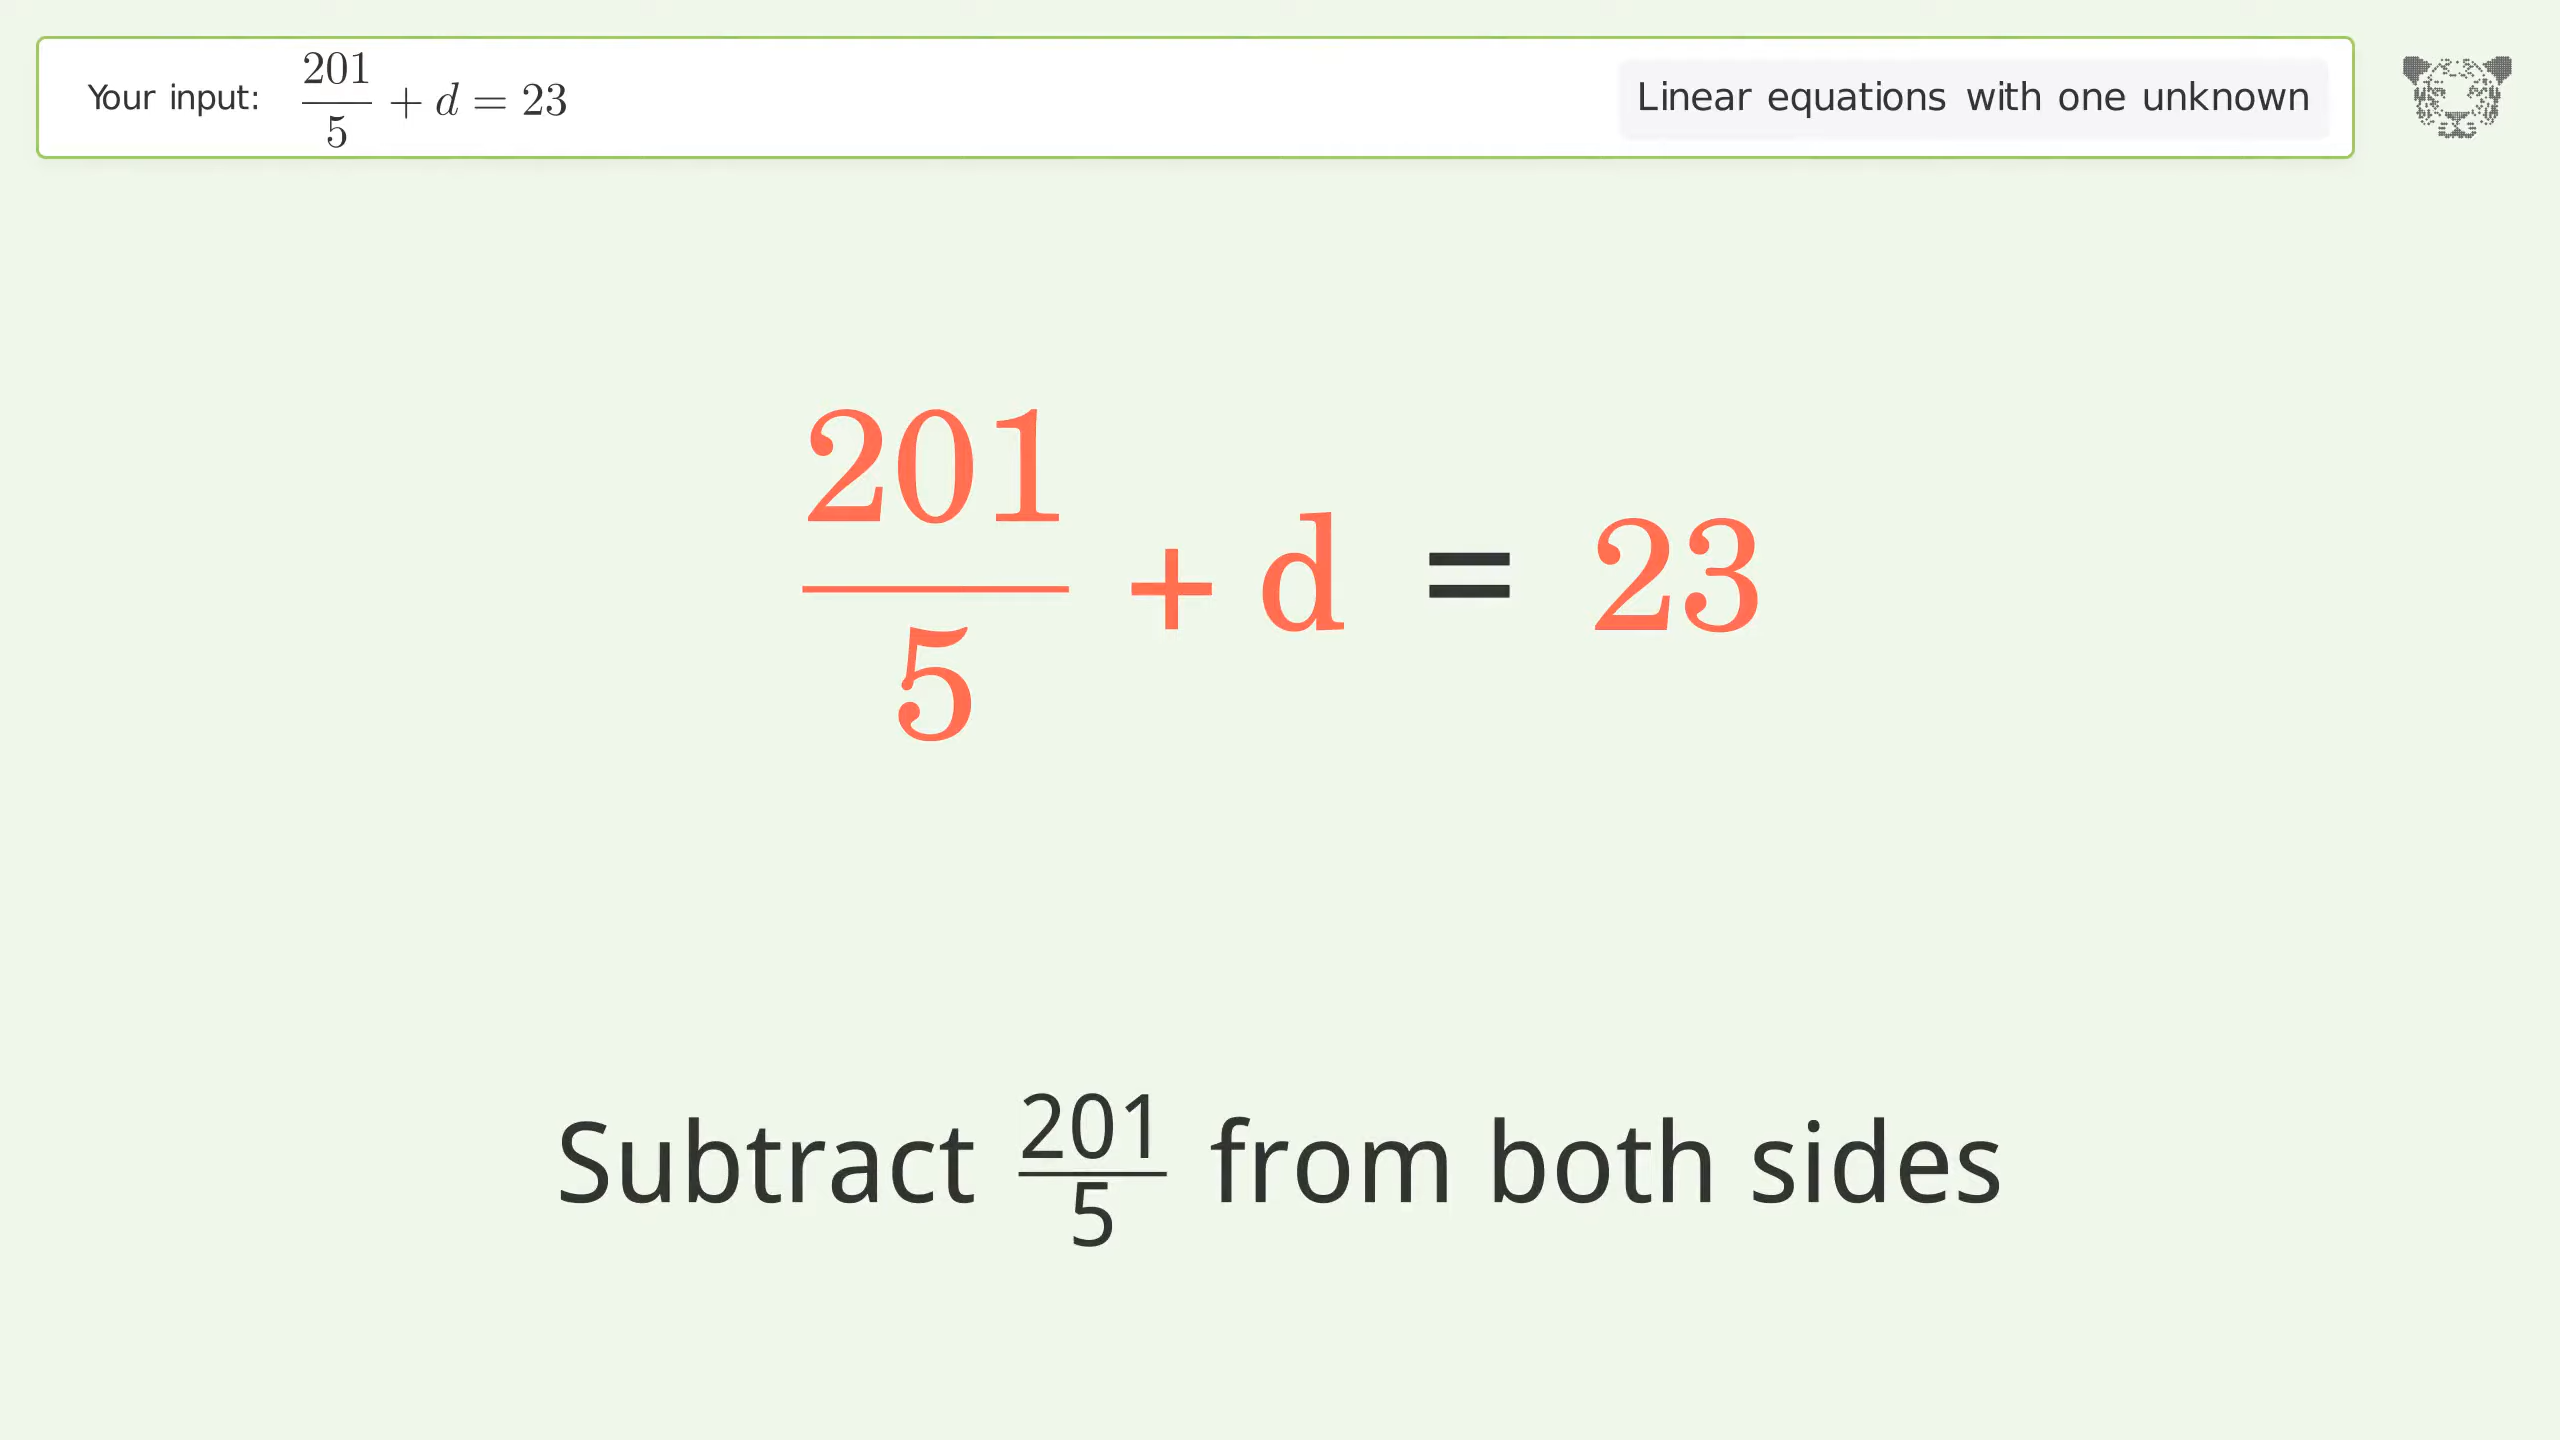 Your input: 201/5 + d = 23
Linear equations with one unknown
201/5 + d = 23
Subtract 201/5 from both sides